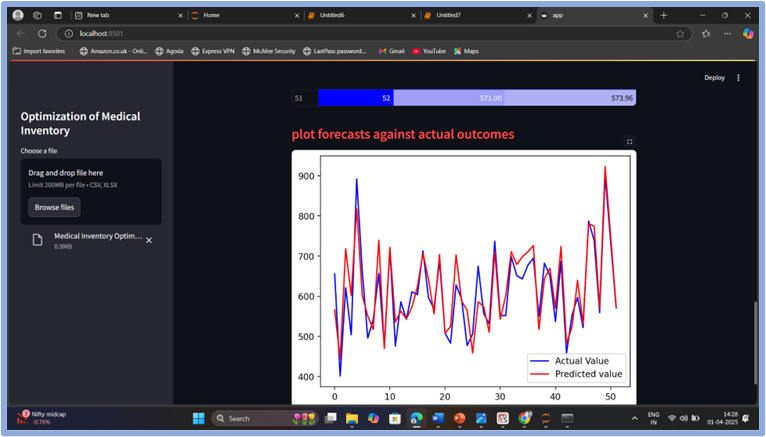 New tab
Home
Untitled6
Untitled7
app
localhost:8501
Import favorites
Amazon.co.uk - Onli...
Agoda
Express VPN
McAfee Security
LastPass password...
Gmail
YouTube
Maps
Deploy
51 52 571.00 573.96
Optimization of Medical
Inventory
Choose a file
Drag and drop file here
Limit 200MB per file • CSV, XLSX
Browse files
Medical Inventory Optim...
0.9MB
plot forecasts against actual outcomes
900
800
700
600
500
400
0 10 20 30 40 50
Actual Value
Predicted value
Nifty midcap
-0.76%
Search
ENG
IN
14:28
01-04-2025